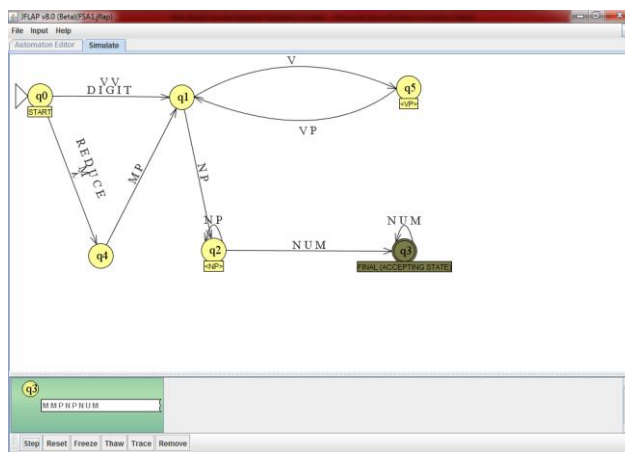 JFLAP v8.0 (Beta)(FSA1.jflap)
File Input Help
Automaton Editor Simulate
q0
START
VV
DIGIT
q1
V
VP
q5
<VP>
REDUCE
M
λ
MP
NP
q4
NP
q2
<NP>
NUM
NUM
q3
FINAL (ACCEPTING STATE)
q3
MMPNPNUM
Step Reset Freeze Thaw Trace Remove